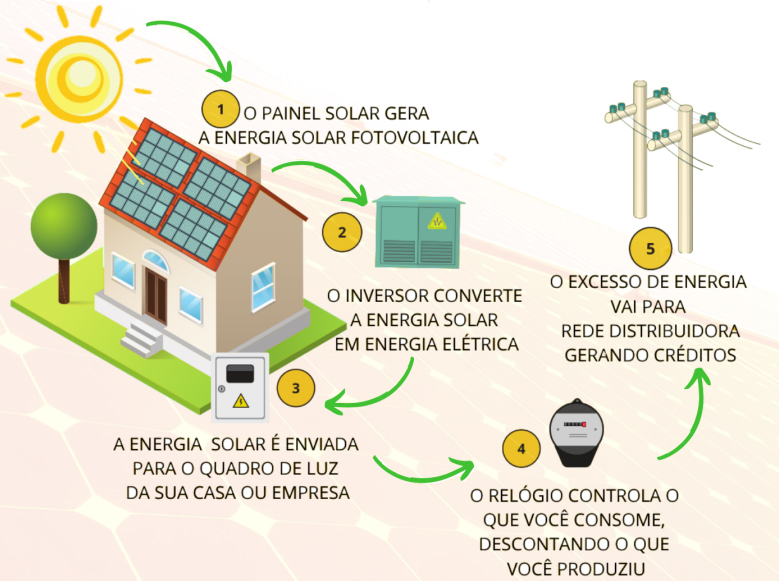 1
O PAINEL SOLAR GERA
A ENERGIA SOLAR FOTOVOLTAICA
2
O INVERSOR CONVERTE
A ENERGIA SOLAR
EM ENERGIA ELÉTRICA
3
A ENERGIA SOLAR É ENVIADA
PARA O QUADRO DE LUZ
DA SUA CASA OU EMPRESA
4
O RELÓGIO CONTROLA O
QUE VOCÊ CONSOME,
DESCONTANDO O QUE
VOCÊ PRODUZIU
5
O EXCESSO DE ENERGIA
VAI PARA
REDE DISTRIBUIDORA
GERANDO CRÉDITOS